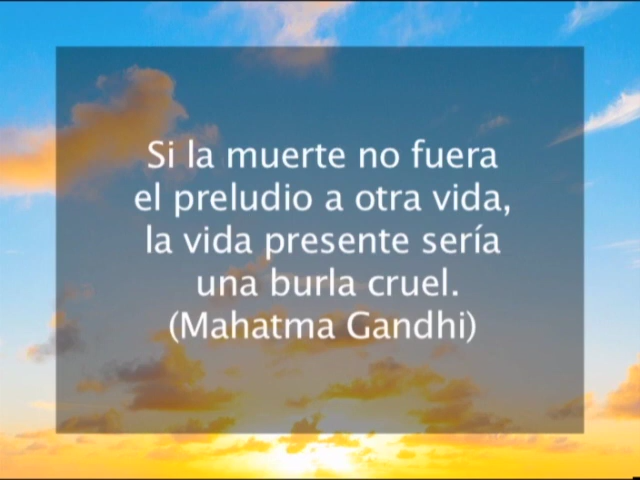 Si la muerte no fuera
el preludio a otra vida,
la vida presente sería
una burla cruel.
(Mahatma Gandhi)